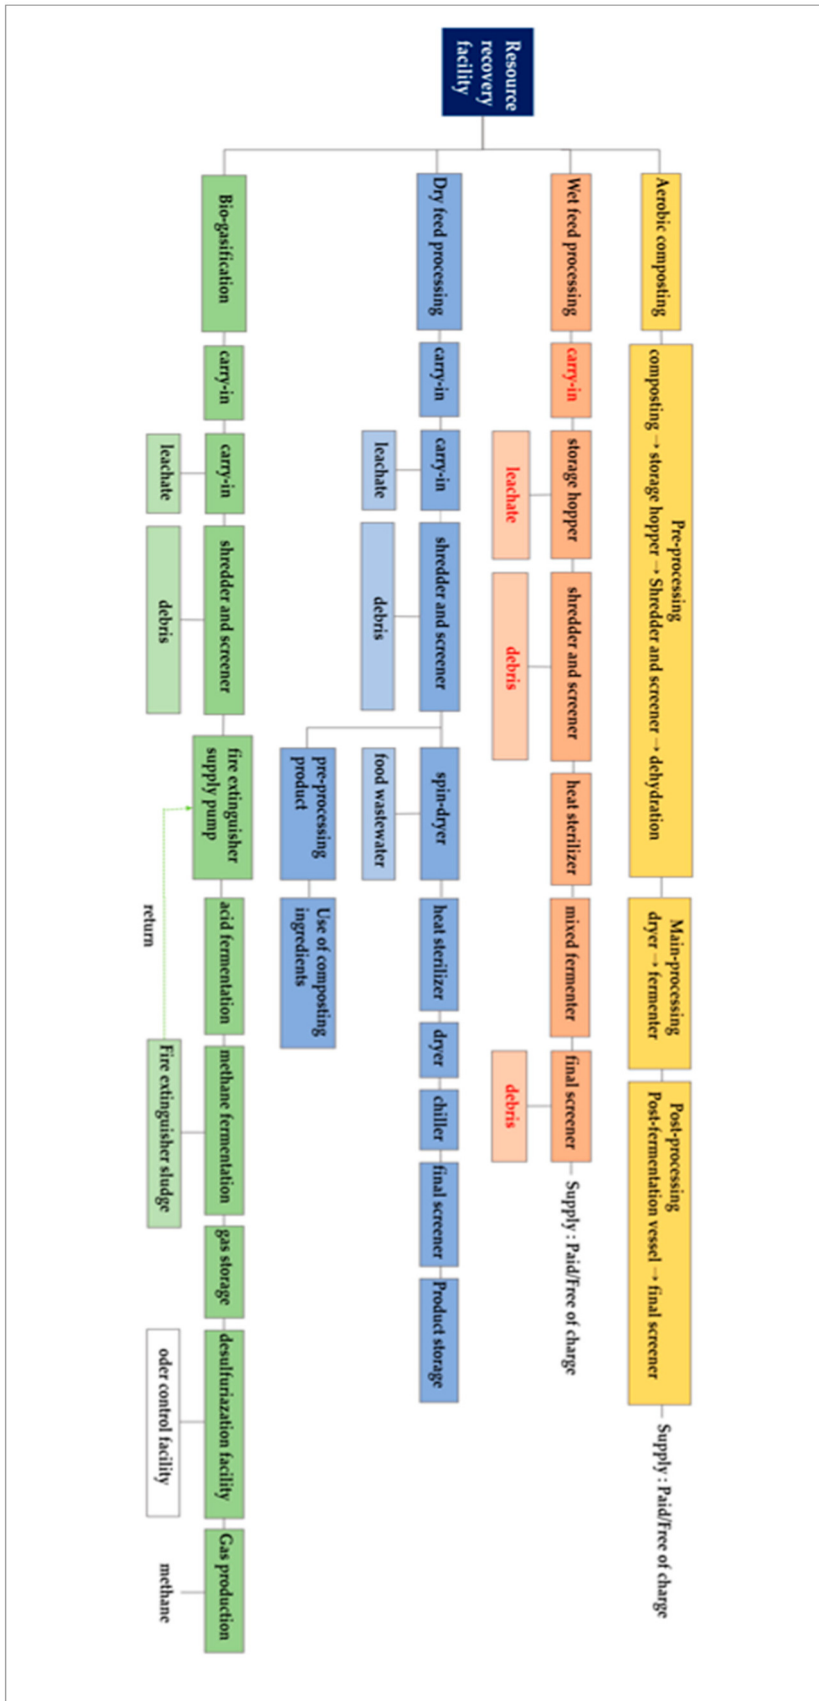 Resource
recovery
facility
Aerobic composting
Pre-processing
composting → storage hopper → Shredder and screener → dehydration
Main-processing
dryer → fermenter
Post-processing
Post-fermentation vessel → final screener
Supply : Paid/Free of charge
Wet feed processing
carry-in
storage hopper
leachate
shredder and screener
debris
heat sterilizer
mixed fermenter
final screener
debris
Supply : Paid/Free of charge
Dry feed processing
carry-in
carry-in
leachate
shredder and screener
debris
spin-dryer
food wastewater
heat sterilizer
dryer
chiller
final screener
Product storage
pre-processing
product
Use of composting
ingredients
Bio-gasification
carry-in
carry-in
leachate
shredder and screener
debris
fire extinguisher
supply pump
acid fermentation
methane fermentation
Fire extinguisher sludge
return
gas storage
desulfuriazation facility
oder control facility
Gas production
methane